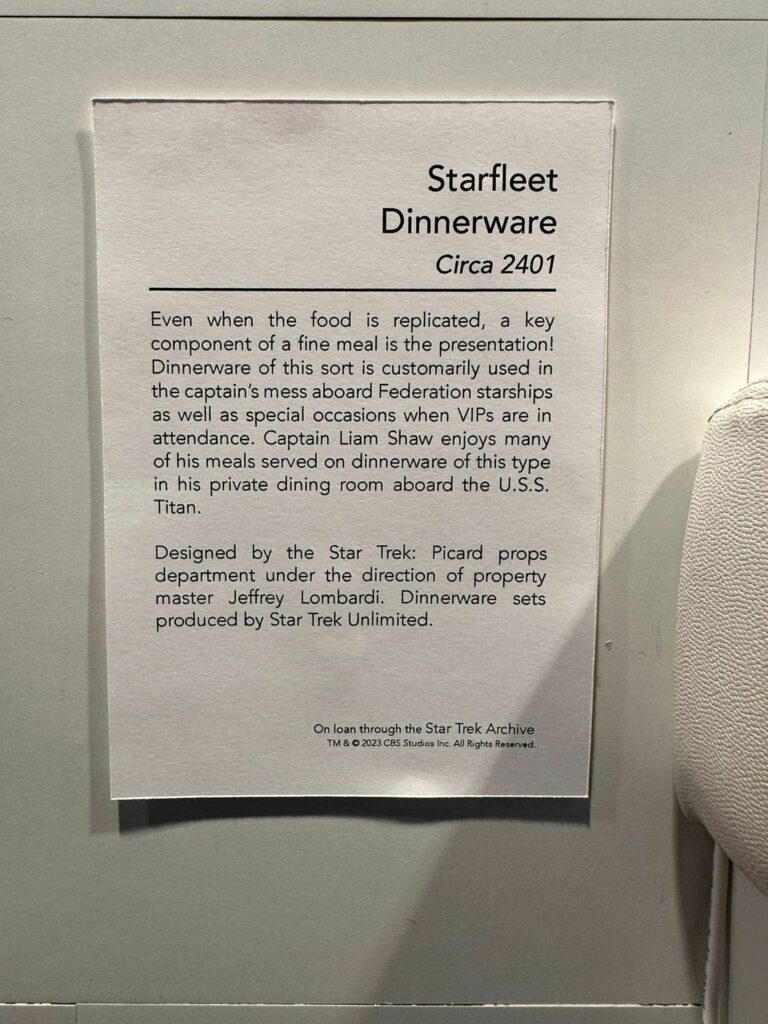 Starfleet
Dinnerware
Circa 2401
Even when the food is replicated, a key
component of a fine meal is the presentation!
Dinnerware of this sort is customarily used in
the captain's mess aboard Federation starships
as well as special occasions when VIPs are in
attendance. Captain Liam Shaw enjoys many
of his meals served on dinnerware of this type
in his private dining room aboard the U.S.S.
Titan.
Designed by the Star Trek: Picard props
department under the direction of property
master Jeffrey Lombardi. Dinnerware sets
produced by Star Trek Unlimited.
On loan through the Star Trek Archive
TM & © 2023 CBS Studios Inc. All Rights Reserved.